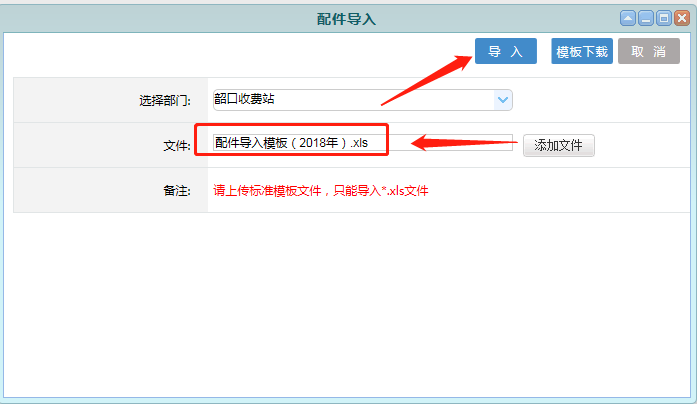 配件导入
导 入 模板下载 取 消
选择部门: 韶口收费站
文件: 配件导入模板（2018年）.xls 添加文件
备注: 请上传标准模板文件，只能导入*.xls文件